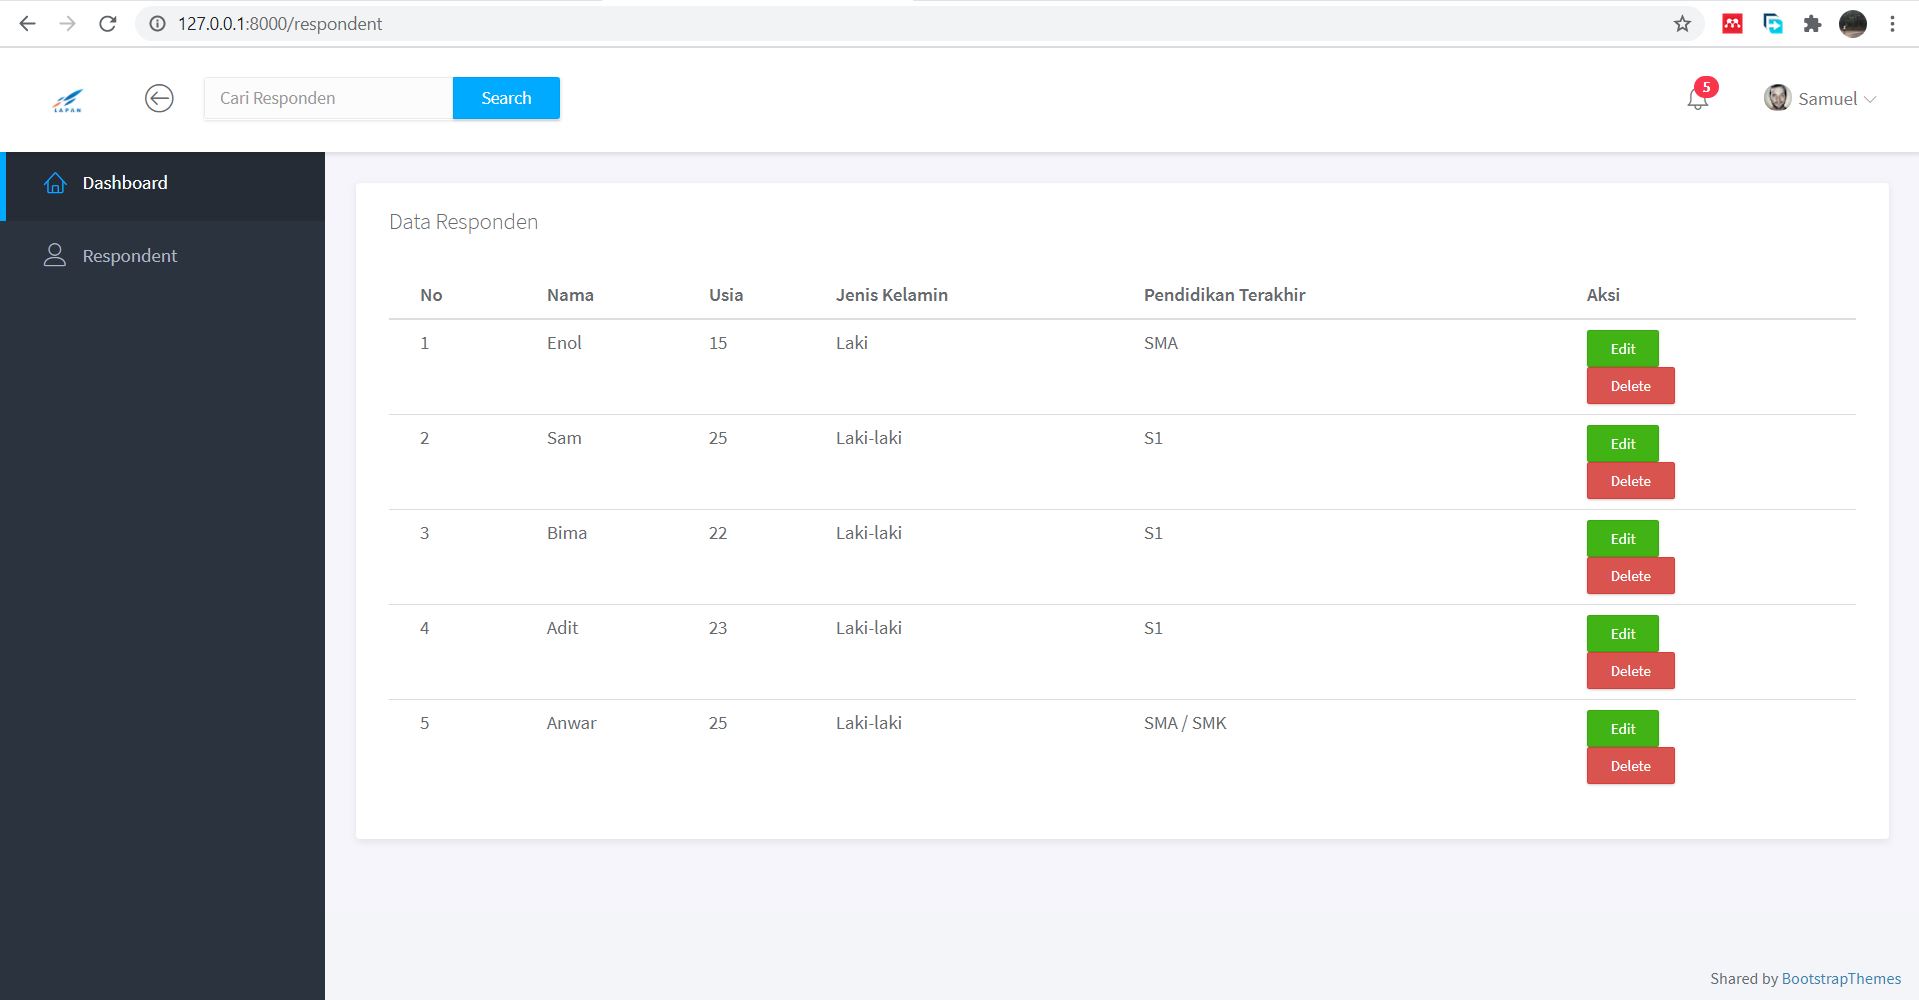 127.0.0.1:8000/respondent
LAPAN
Cari Responden Search
5
Samuel
Dashboard
Respondent
Data Responden
No Nama Usia Jenis Kelamin Pendidikan Terakhir Aksi
1 Enol 15 Laki SMA Edit
Delete
2 Sam 25 Laki-laki S1 Edit
Delete
3 Bima 22 Laki-laki S1 Edit
Delete
4 Adit 23 Laki-laki S1 Edit
Delete
5 Anwar 25 Laki-laki SMA / SMK Edit
Delete
Shared by BootstrapThemes